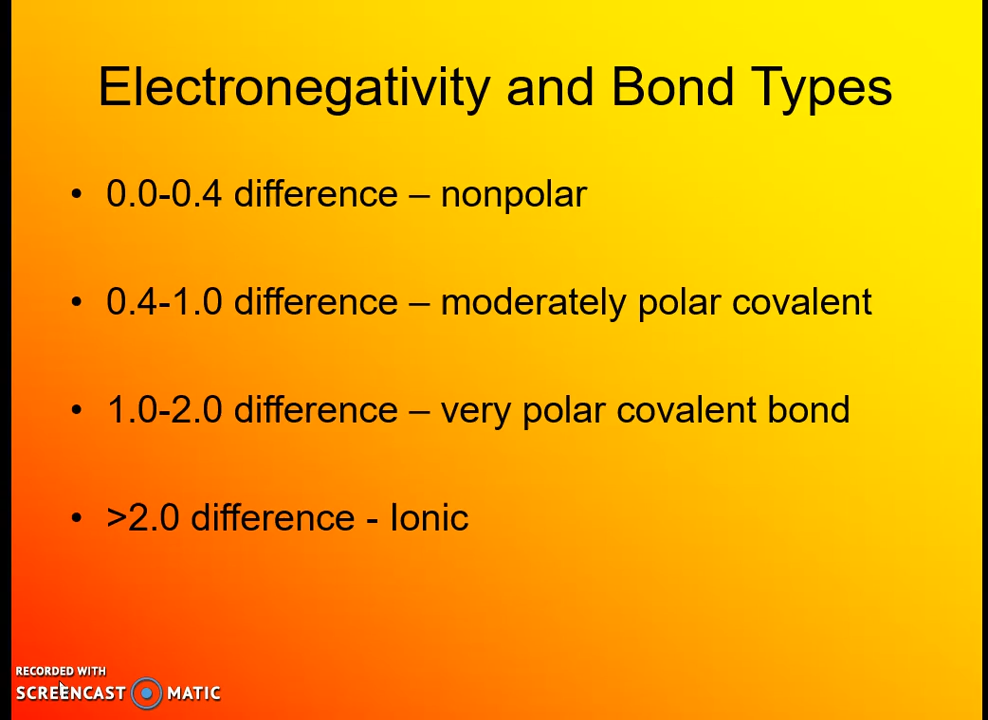 Electronegativity and Bond Types
• 0.0-0.4 difference – nonpolar
• 0.4-1.0 difference – moderately polar covalent
• 1.0-2.0 difference – very polar covalent bond
• >2.0 difference - Ionic
RECORDED WITH
SCREENCAST MATIC